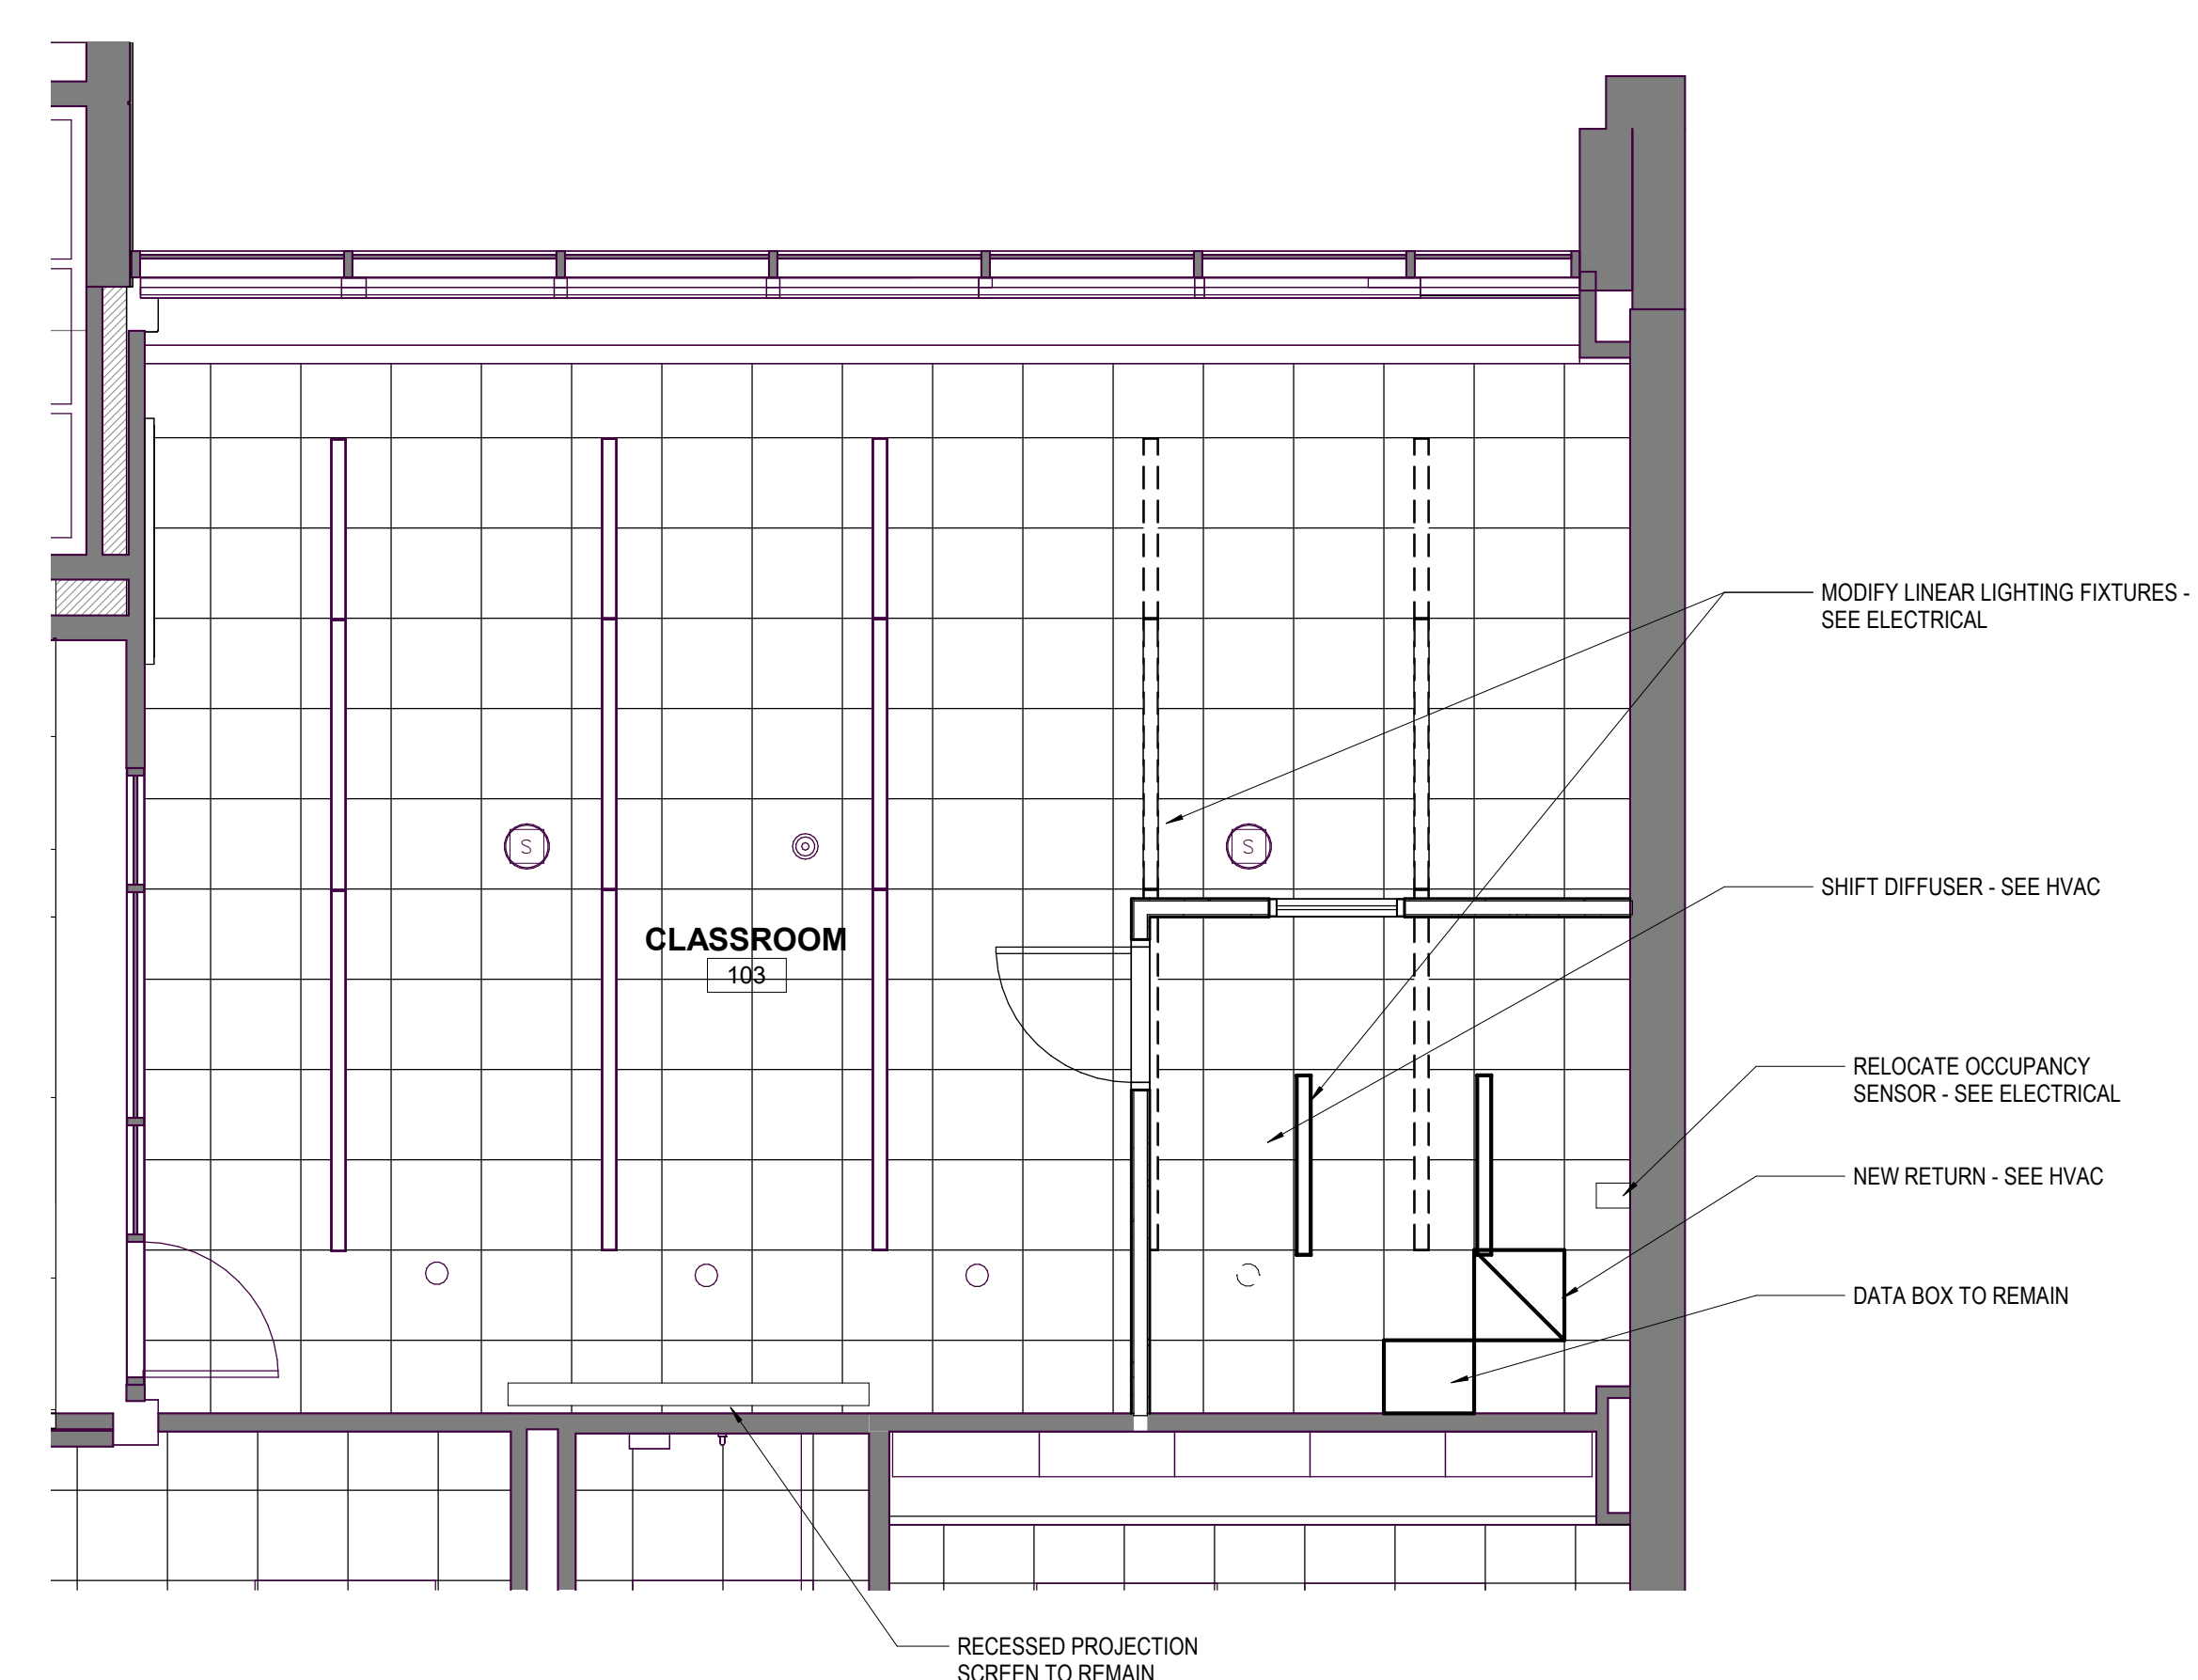 MODIFY LINEAR LIGHTING FIXTURES -
SEE ELECTRICAL
S
S
SHIFT DIFFUSER - SEE HVAC
CLASSROOM
103
RELOCATE OCCUPANCY
SENSOR - SEE ELECTRICAL
NEW RETURN - SEE HVAC
DATA BOX TO REMAIN
RECESSED PROJECTION
SCREEN TO REMAIN